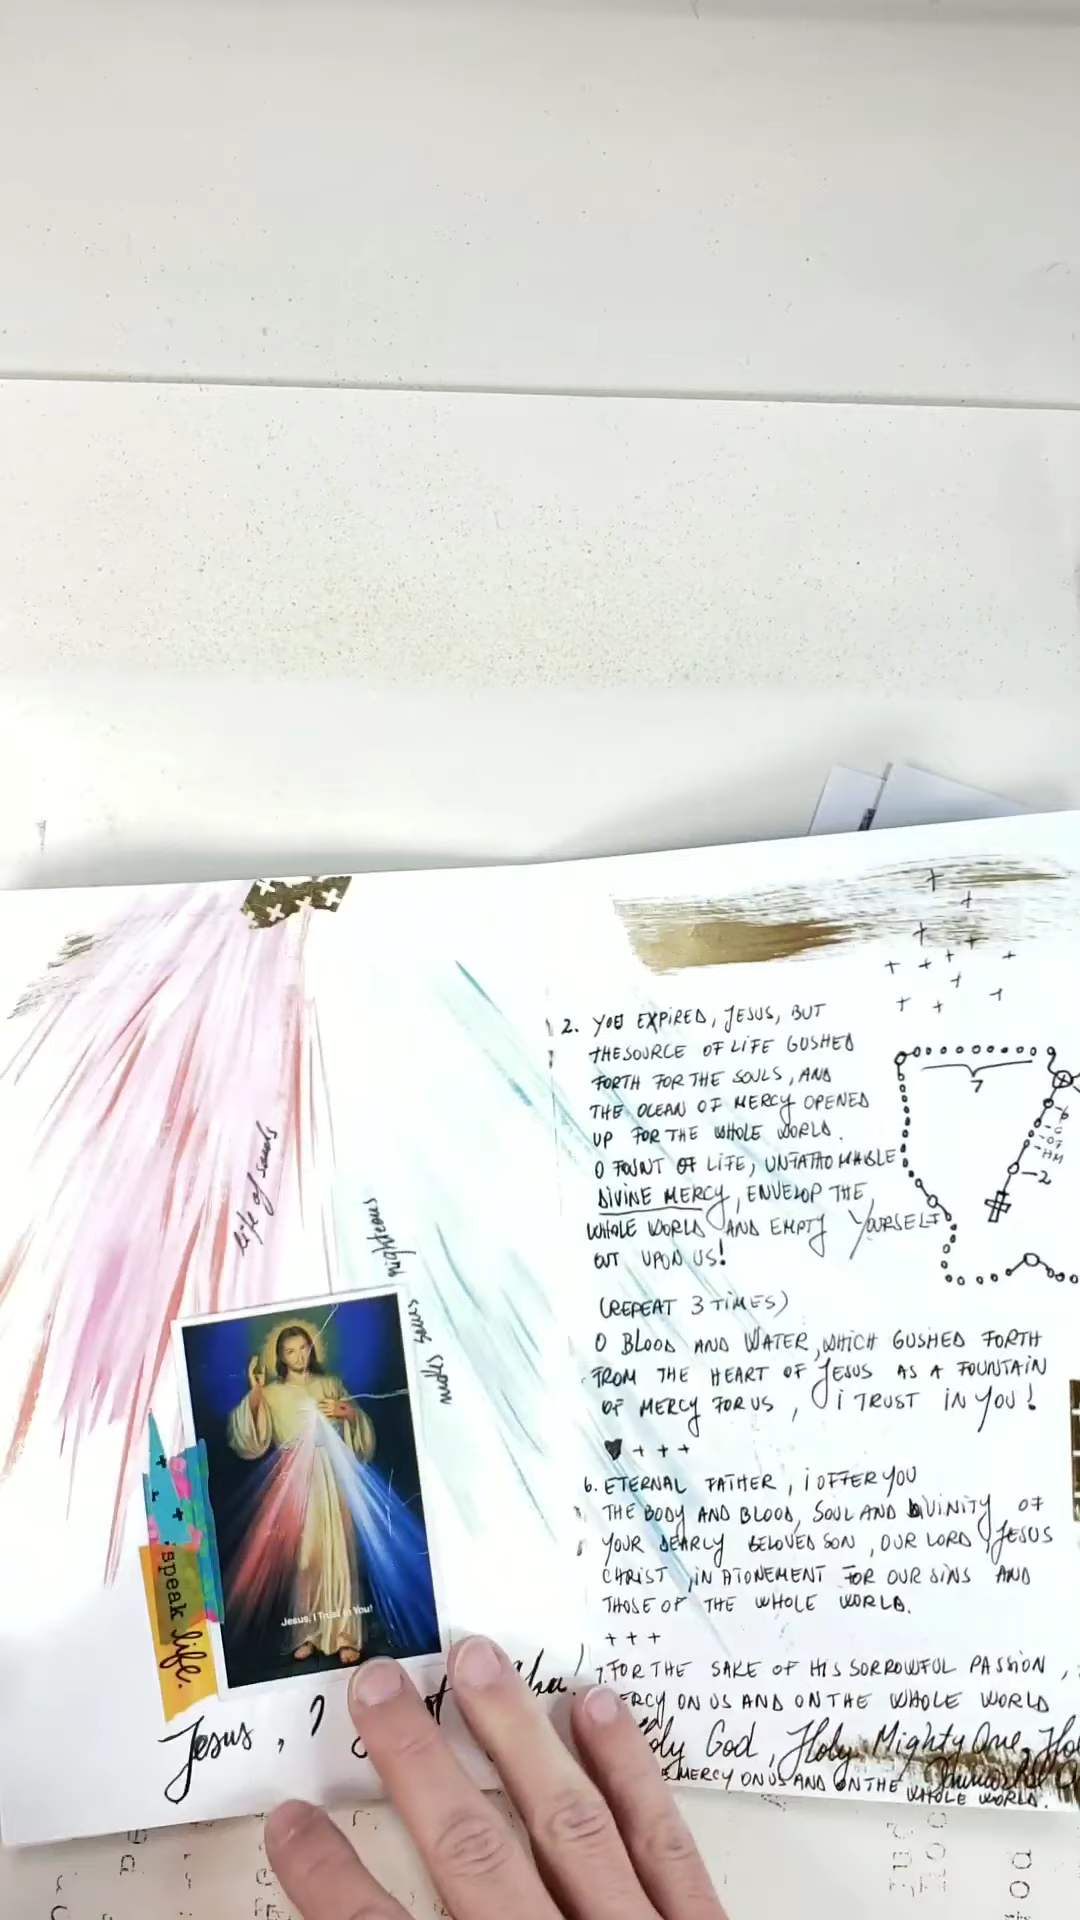 life of souls
righteous
makes souls
speak life.
Jesus, I Trust in You!
Jesus, I
2. YOU EXPIRED, JESUS, BUT
THE SOURCE OF LIFE GUSHED
FORTH FOR THE SOULS, AND
THE OCEAN OF MERCY OPENED
UP FOR THE WHOLE WORLD.
O FOUNT OF LIFE, UNFATHOMABLE
DIVINE MERCY, ENVELOP THE
WHOLE WORLD AND EMPTY YOURSELF
OUT UPON US!
(REPEAT 3 TIMES)
O BLOOD AND WATER, WHICH GUSHED FORTH
FROM THE HEART OF JESUS AS A FOUNTAIN
OF MERCY FOR US, I TRUST IN YOU!
6. ETERNAL FATHER, I OFFER YOU
THE BODY AND BLOOD, SOUL AND DIVINITY OF
YOUR DEARLY BELOVED SON, OUR LORD JESUS
CHRIST, IN ATONEMENT FOR OUR SINS AND
THOSE OF THE WHOLE WORLD.
7. FOR THE SAKE OF HIS SORROWFUL PASSION,
MERCY ON US AND ON THE WHOLE WORLD
Holy God, Holy Mighty One,
MERCY ON US AND ON THE WHOLE WORLD.
7
6
OF
HM
2